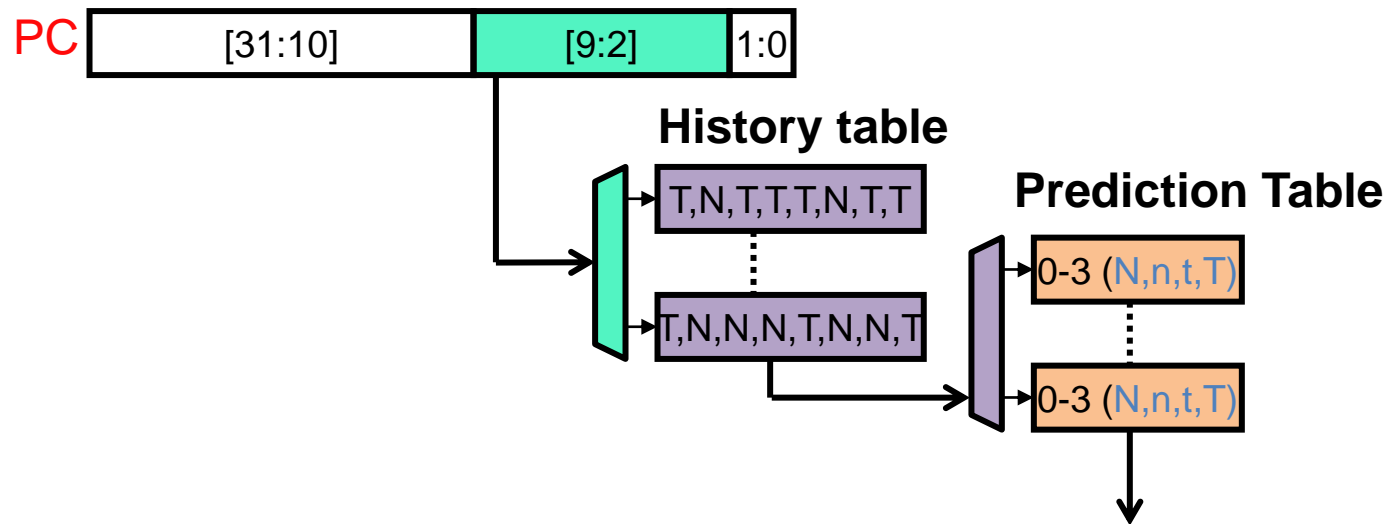 PC [31:10] [9:2] 1:0
History table
T,N,T,T,T,N,T,T
Prediction Table
0-3 (N,n,t,T)
T,N,N,N,T,N,N,T
0-3 (N,n,t,T)